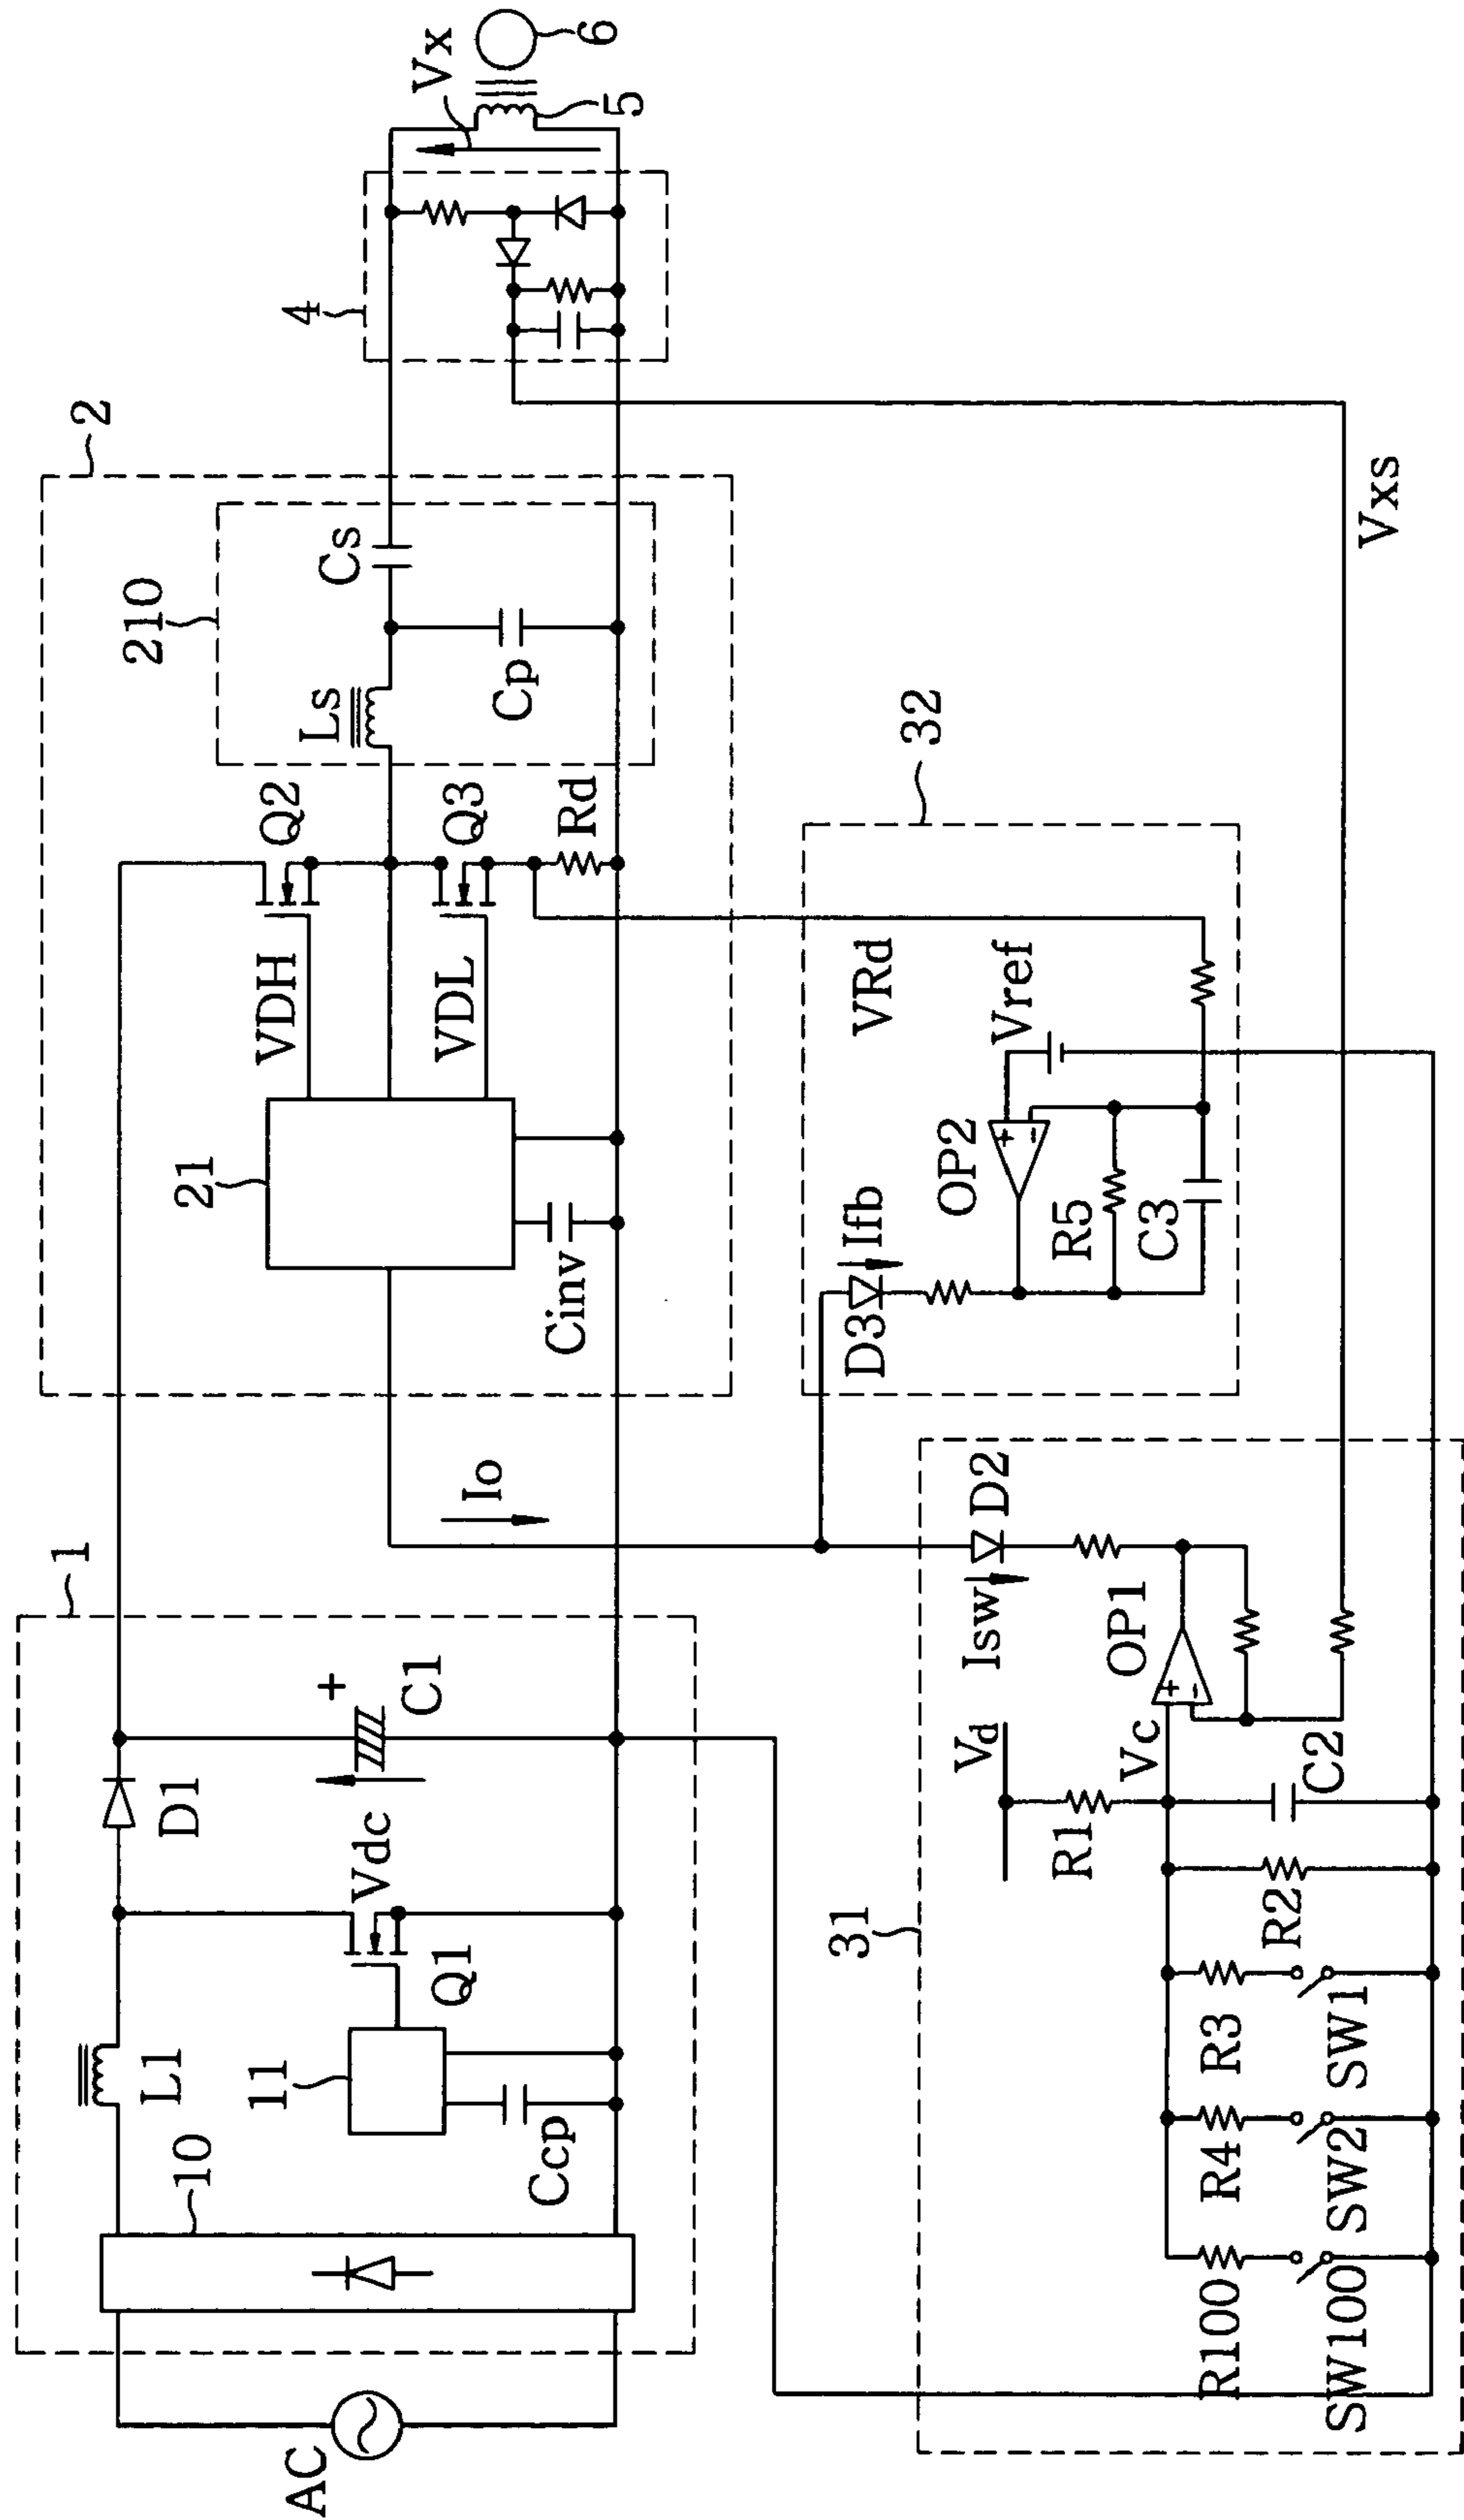 AC
1
10
L1
D1
11
Q1
Vdc
C1
+
Ccp
2
21
VDH
Q2
VDL
Q3
Rd
Cinv
210
Ls
Cs
Cp
4
Vx
5
6
Io
31
Vd
R1
Vc
OP1
+
-
Isw
D2
C2
R2
R3
SW1
R4
SW2
R100
SW100
32
D3
Ifb
OP2
+
-
Vref
VRd
R5
C3
Vxs